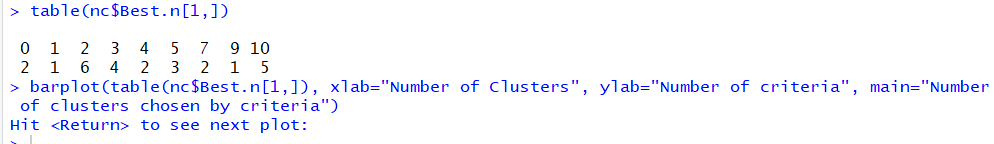 > table(nc$Best.n[1,])
0 1 2 3 4 5 7 9 10
2 1 6 4 2 3 2 1 5
> barplot(table(nc$Best.n[1,]), xlab="Number of Clusters", ylab="Number of criteria", main="Number
of clusters chosen by criteria")
Hit <Return> to see next plot:
>